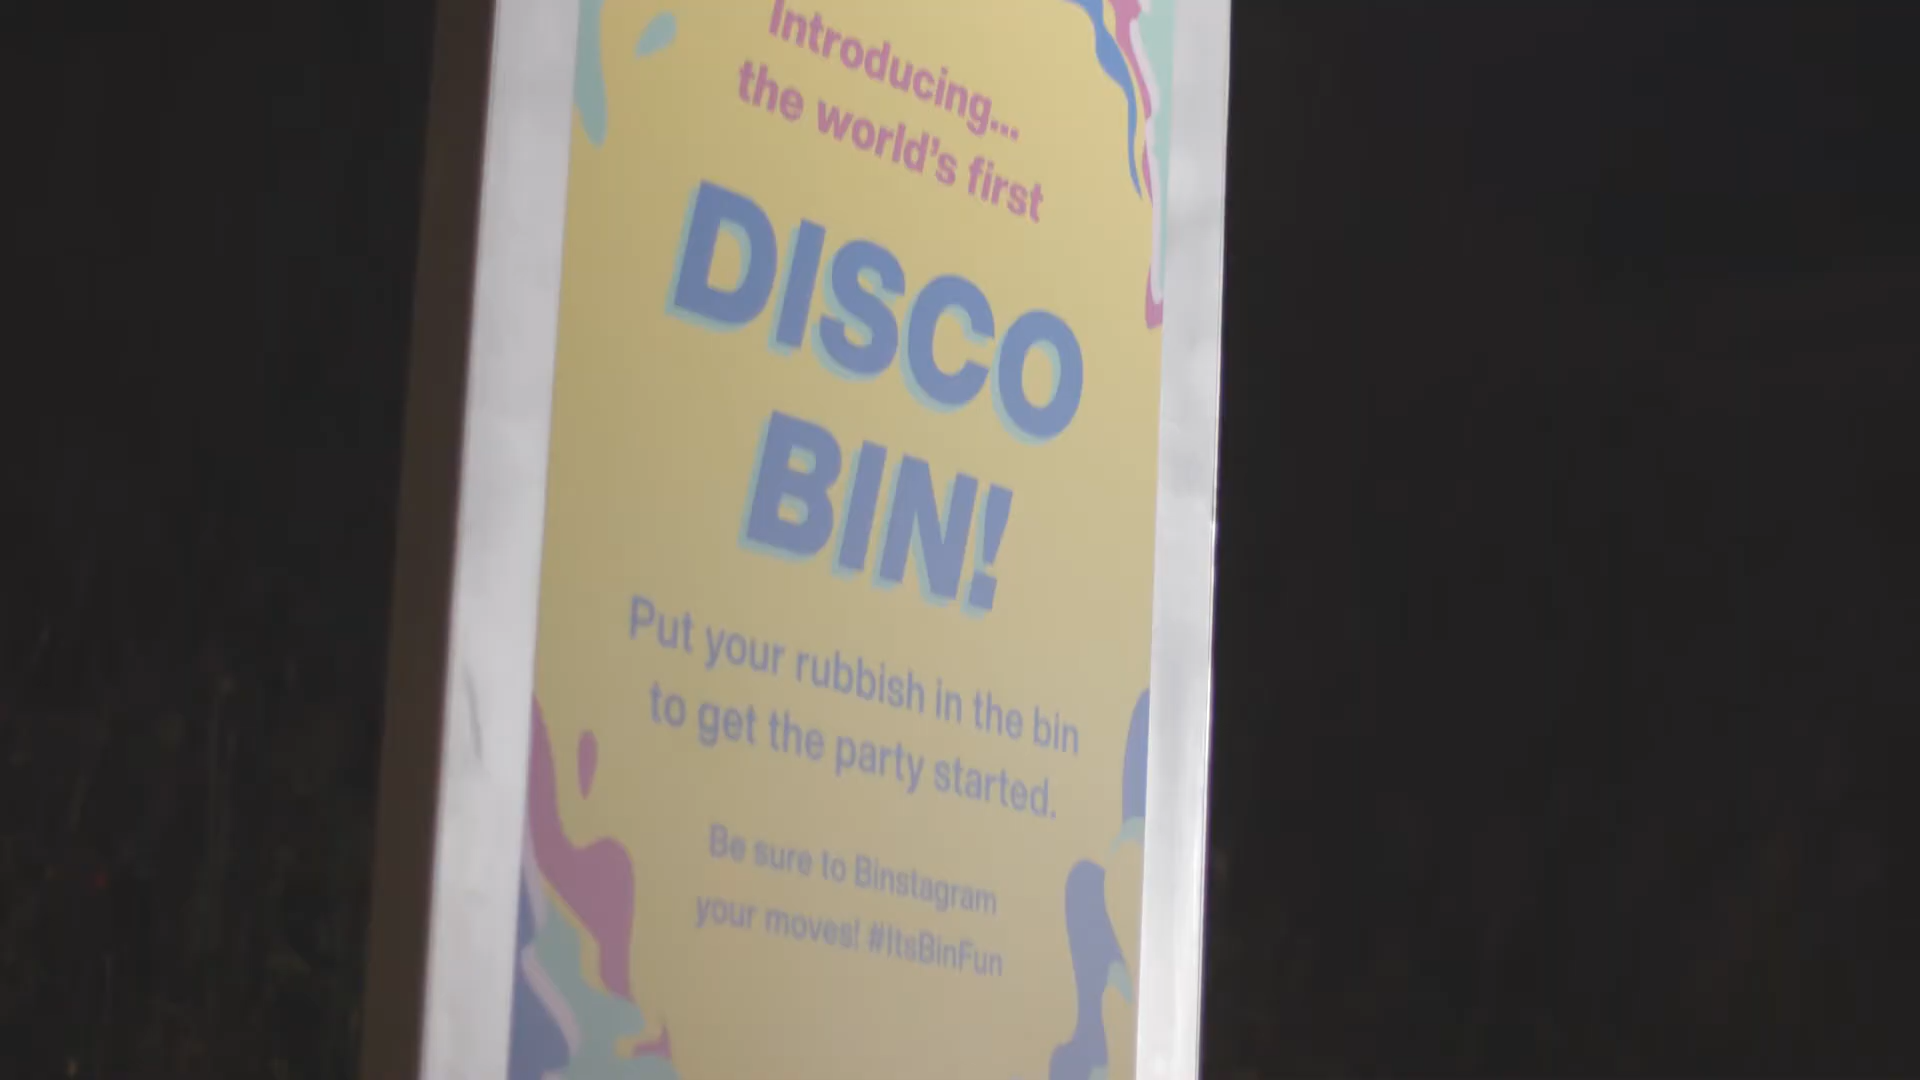 Introducing...
the world's first
DISCO
BIN!
Put your rubbish in the bin
to get the party started.
Be sure to Binstagram
your moves! #ItsBinFun